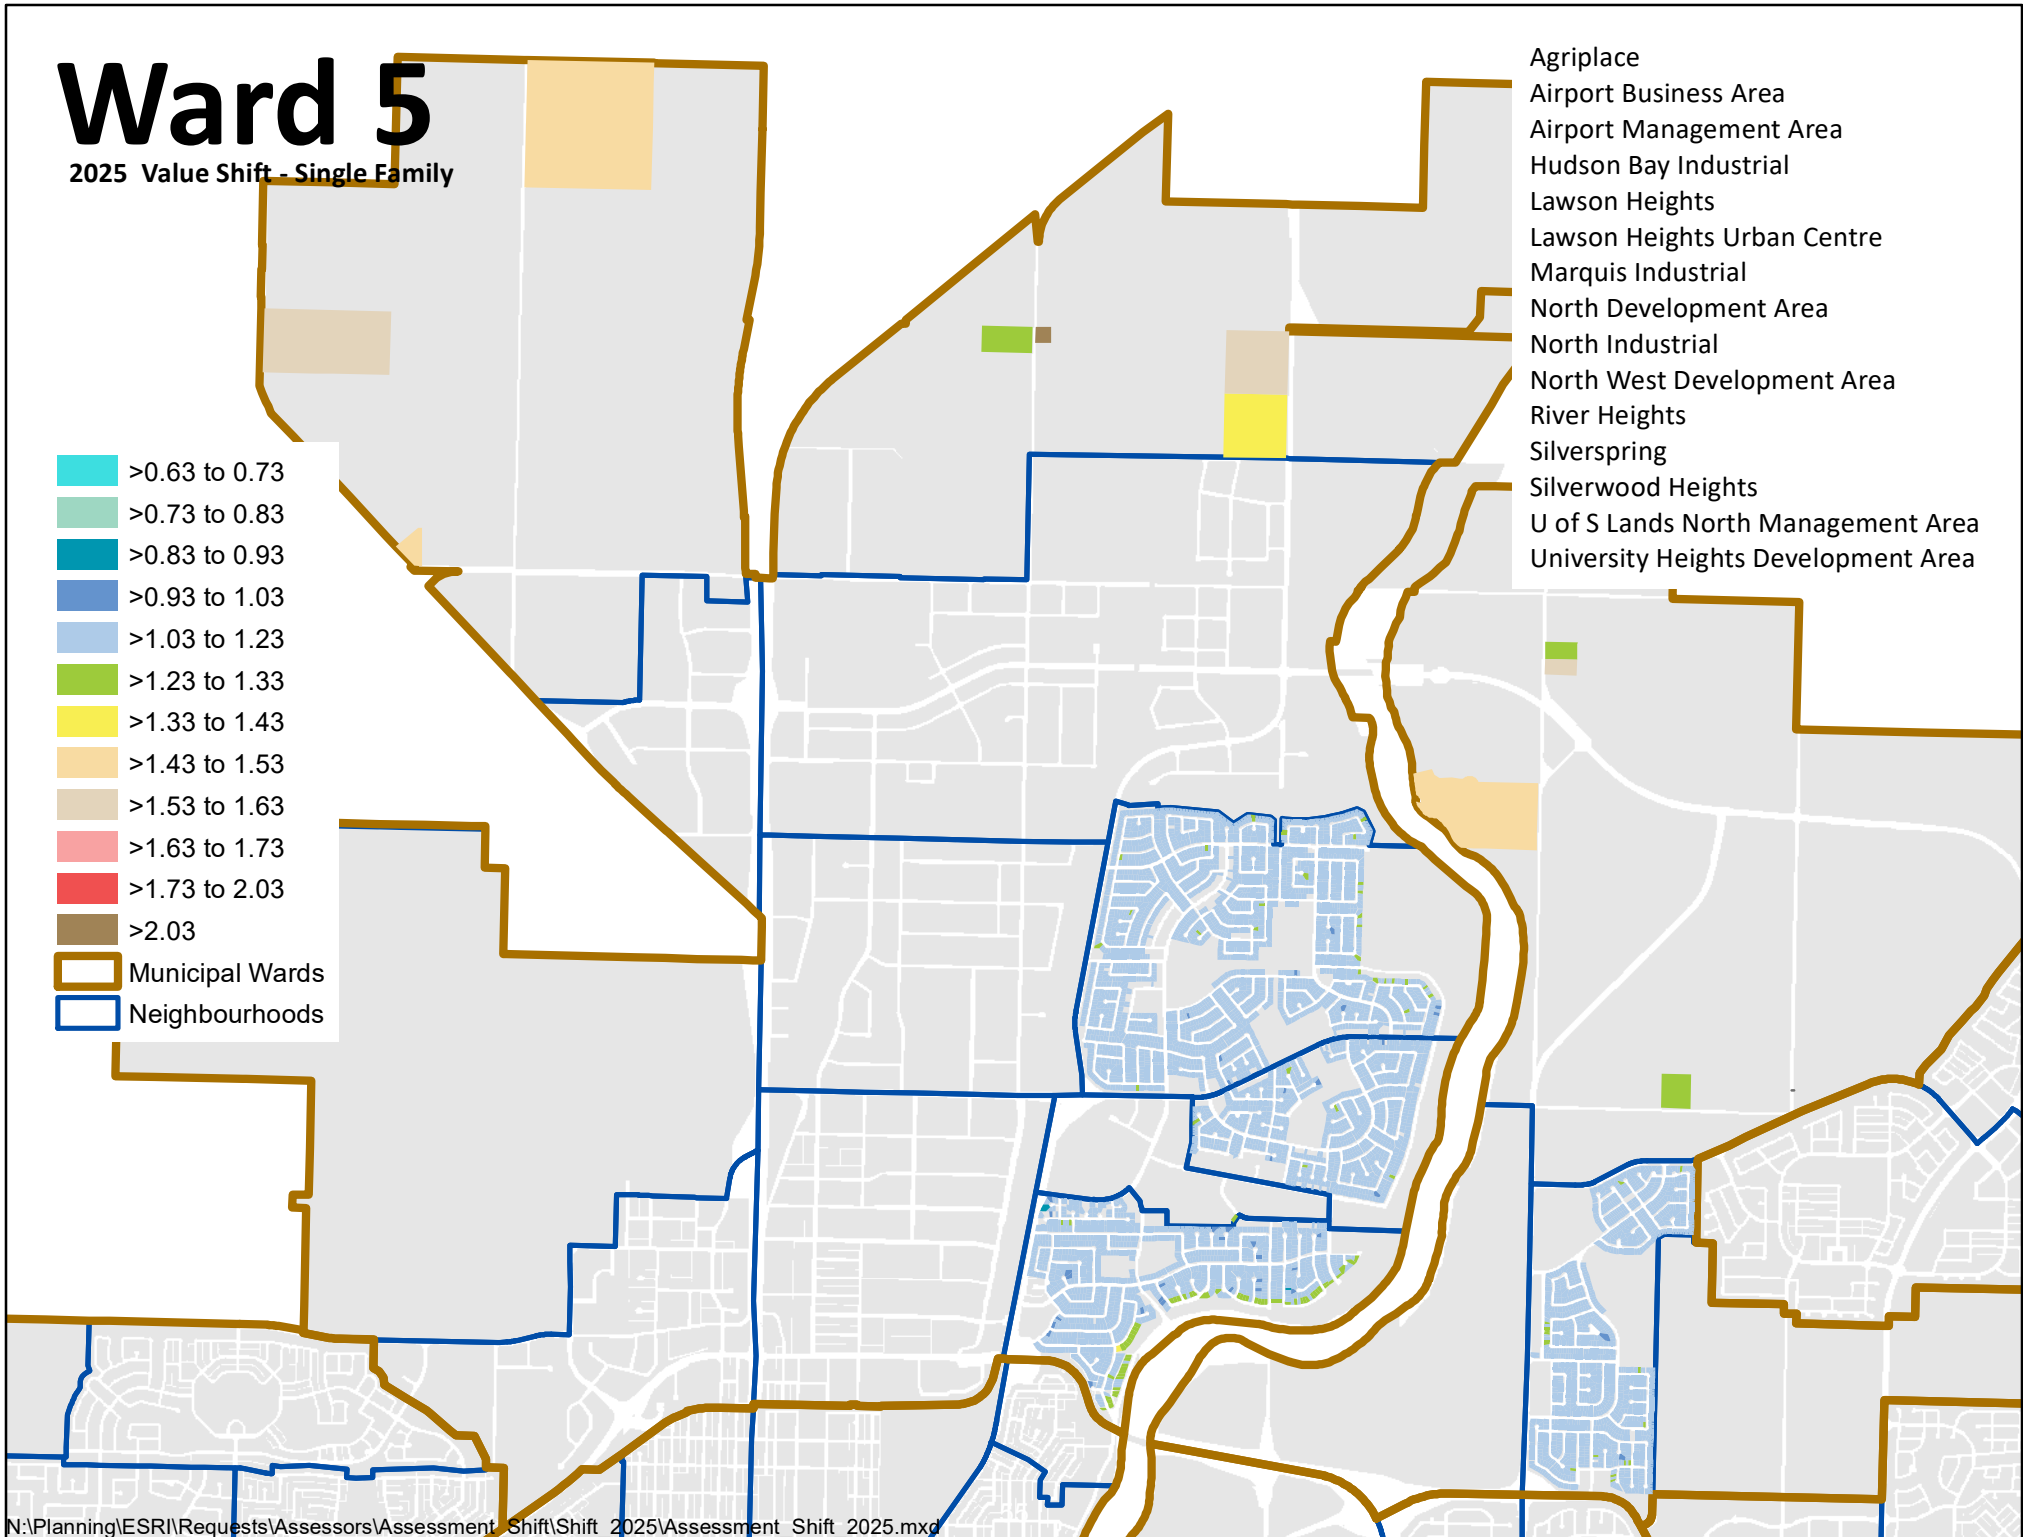 Ward 5
2025  Value Shift - Single Family
Agriplace
Airport Business Area
Airport Management Area
Hudson Bay Industrial
Lawson Heights
Lawson Heights Urban Centre
Marquis Industrial
North Development Area
North Industrial
North West Development Area
River Heights
Silverspring
Silverwood Heights
U of S Lands North Management Area
University Heights Development Area
>0.63 to 0.73
>0.73 to 0.83
>0.83 to 0.93
>0.93 to 1.03
>1.03 to 1.23
>1.23 to 1.33
>1.33 to 1.43
>1.43 to 1.53
>1.53 to 1.63
>1.63 to 1.73
>1.73 to 2.03
>2.03
Municipal Wards
Neighbourhoods
N:\Planning\ESRI\Requests\Assessors\Assessment_Shift\Shift_2025\Assessment_Shift_2025.mxd